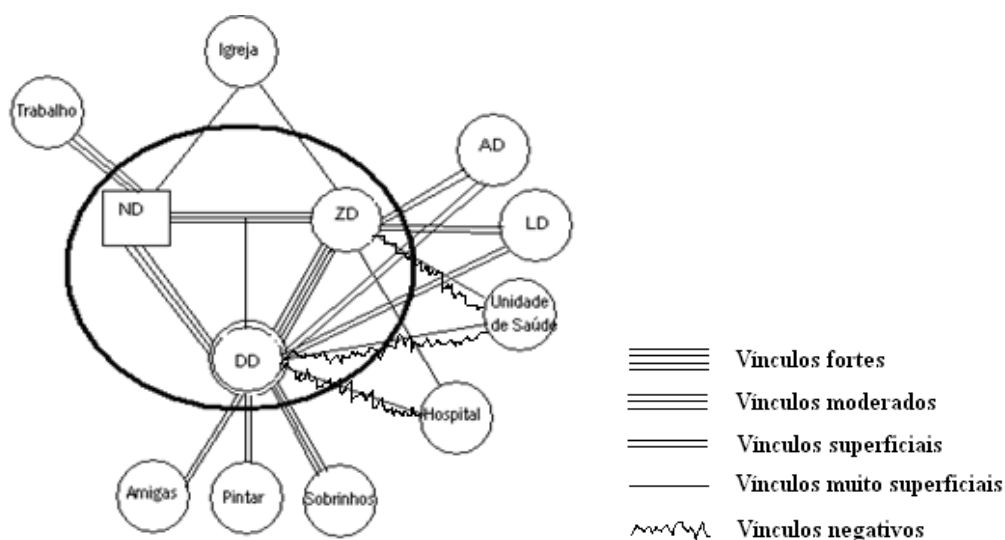 Igreja
Trabalho
AD
ND
ZD
LD
Unidade
de Saúde
DD
Hospital
Amigas
Pintar
Sobrinhos
Vínculos fortes
Vínculos moderados
Vínculos superficiais
Vínculos muito superficiais
Vínculos negativos